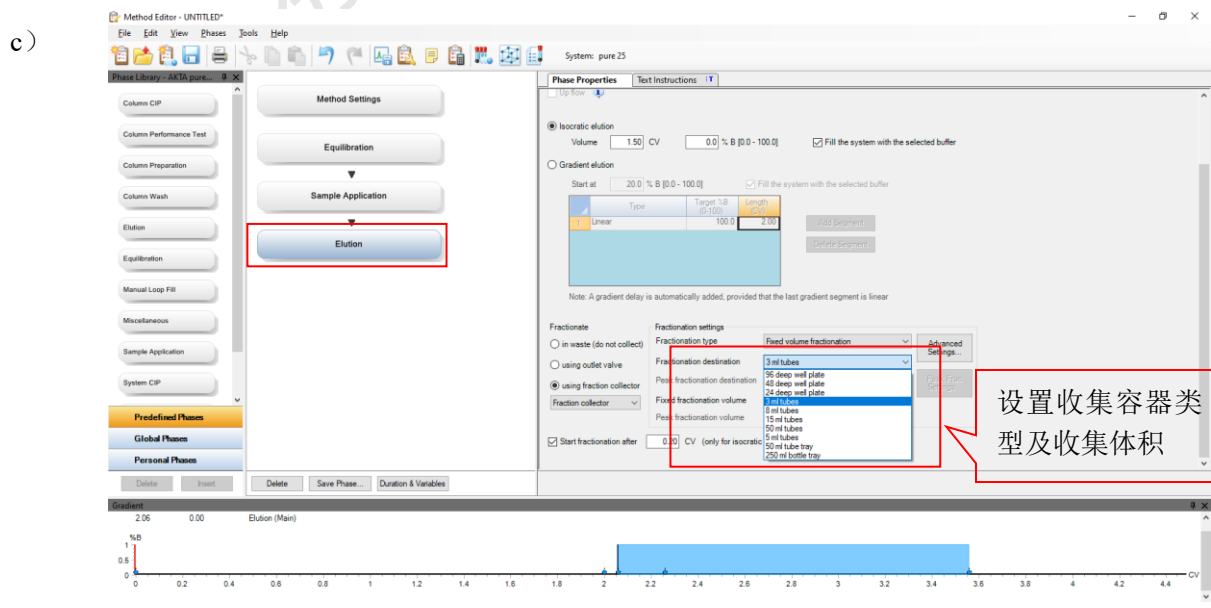 c）
Method Editor - UNTITLED*
File Edit View Phases Tools Help
System: pure 25
Phase Library - AKTA pure...
Column CIP
Column Performance Test
Column Preparation
Column Wash
Elution
Equilibration
Manual Loop Fill
Miscellaneous
Sample Application
System CIP
Predefined Phases
Global Phases
Personal Phases
Delete Insert
Method Settings
Equilibration
Sample Application
Elution
Delete Save Phase... Duration & Variables
Phase Properties Text Instructions
Up flow
Isocratic elution
Volume 1.50 CV 0.0 % B [0.0 - 100.0] Fill the system with the selected buffer
Gradient elution
Start at 20.0 % B [0.0 - 100.0] Fill the system with the selected buffer
Type Target %B (0-100) Length (CV)
1 Linear 100.0 2.00
Add Segment
Delete Segment
Note: A gradient delay is automatically added, provided that the last gradient segment is linear
Fractionate
in waste (do not collect)
using outlet valve
using fraction collector
Fraction collector
Start fractionation after 0.20 CV (only for isocratic
Fractionation settings
Fractionation type Fixed volume fractionation
Advanced Settings...
Fractionation destination 3 ml tubes
Peak fractionation destination
Fixed fractionation volume
Peak fractionation volume
96 deep well plate
48 deep well plate
24 deep well plate
3 ml tubes
8 ml tubes
15 ml tubes
50 ml tubes
5 ml tubes
50 ml tube tray
250 ml bottle tray
设置收集容器类
型及收集体积
Gradient
2.06 0.00 Elution (Main)
%B
1
0.5
0
0 0.2 0.4 0.6 0.8 1 1.2 1.4 1.6 1.8 2 2.2 2.4 2.6 2.8 3 3.2 3.4 3.6 3.8 4 4.2 4.4 CV